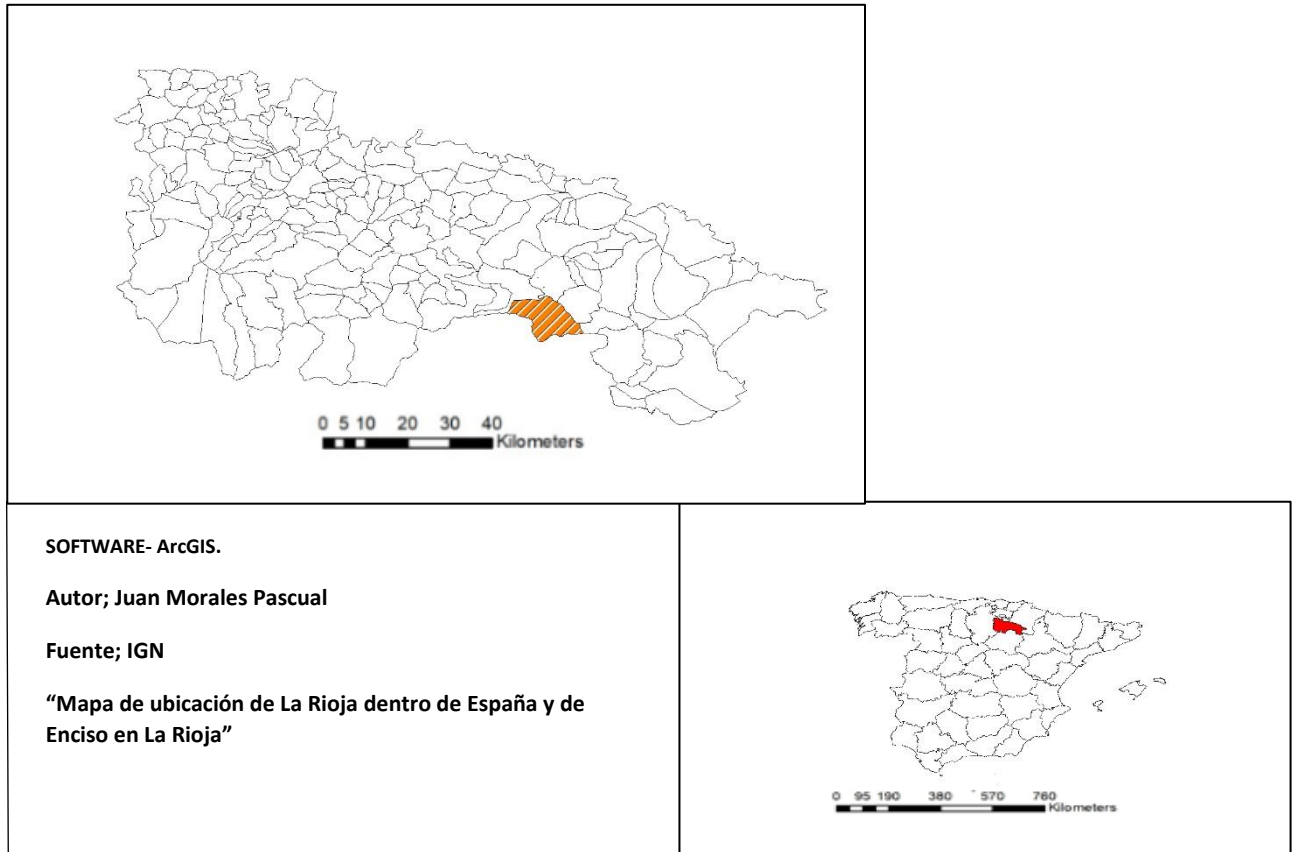 0 5 10 20 30 40
Kilometers
SOFTWARE- ArcGIS.
Autor; Juan Morales Pascual
Fuente; IGN
“Mapa de ubicación de La Rioja dentro de España y de
Enciso en La Rioja”
0 95 190 380 570 760
Kilometers